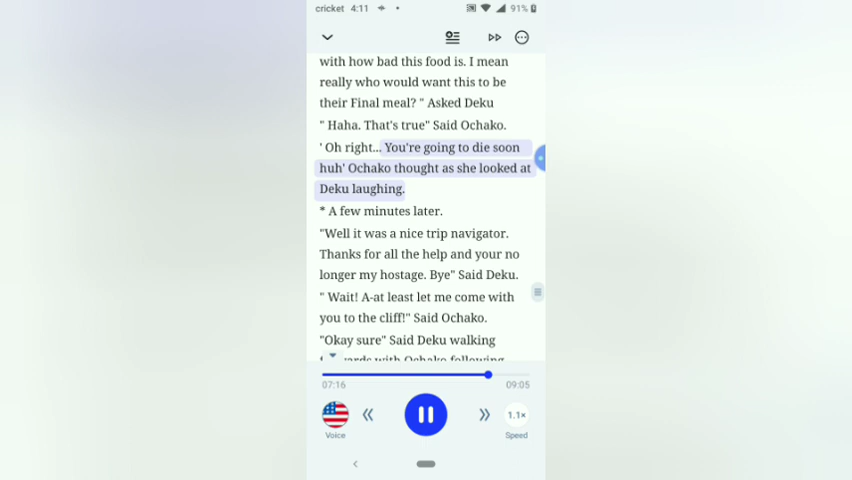 cricket 4:11 91%
with how bad this food is. I mean
really who would want this to be
their Final meal? " Asked Deku
" Haha. That's true" Said Ochako.
' Oh right... You're going to die soon
huh' Ochako thought as she looked at
Deku laughing.
* A few minutes later.
"Well it was a nice trip navigator.
Thanks for all the help and your no
longer my hostage. Bye" Said Deku.
" Wait! A-at least let me come with
you to the cliff!" Said Ochako.
"Okay sure" Said Deku walking
with Ochako following
07:16 09:05
1.1×
Voice Speed